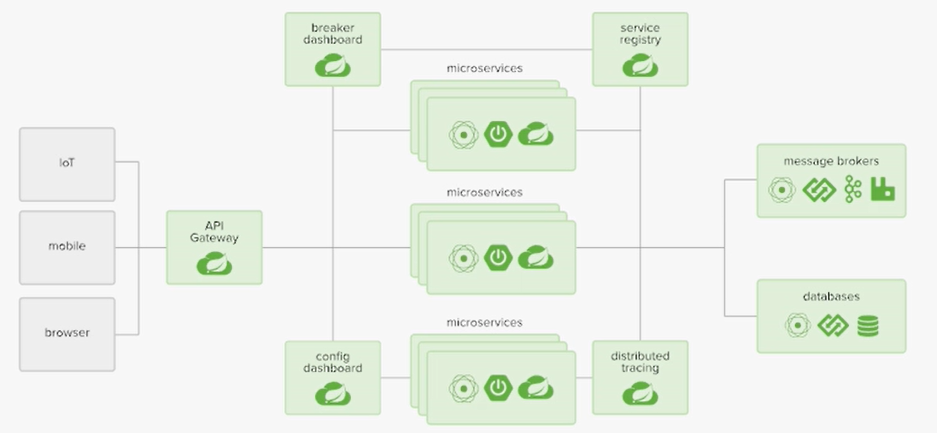 breaker
dashboard
service
registry
microservices
IoT
message brokers
microservices
API
Gateway
mobile
databases
microservices
browser
config
dashboard
distributed
tracing